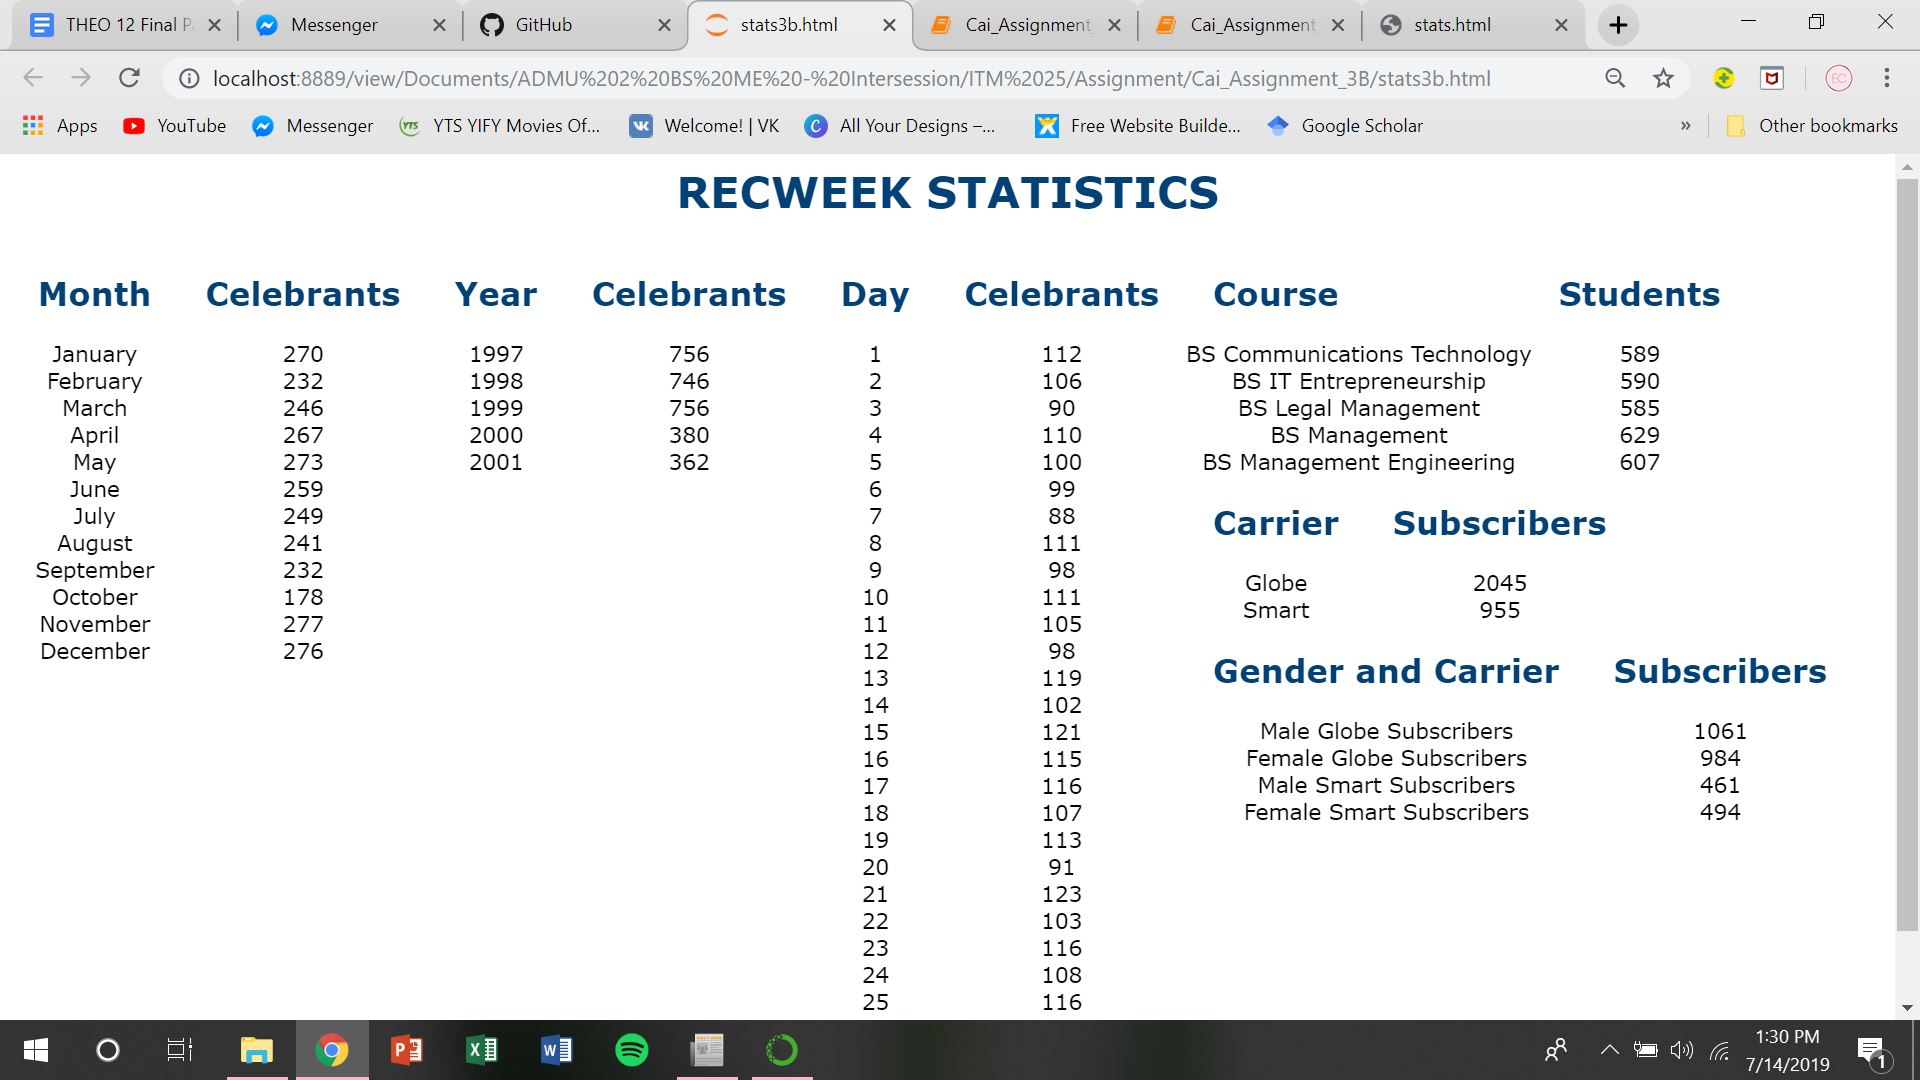 THEO 12 Final P
Messenger
GitHub
stats3b.html
Cai_Assignment
Cai_Assignment
stats.html
localhost:8889/view/Documents/ADMU%202%20BS%20ME%20-%20Intersession/ITM%2025/Assignment/Cai_Assignment_3B/stats3b.html
EC
Apps
YouTube
Messenger
YTS YTS YIFY Movies Of...
Welcome! | VK
All Your Designs –...
Free Website Builde...
Google Scholar
»
Other bookmarks
RECWEEK STATISTICS
Month Celebrants
January 270
February 232
March 246
April 267
May 273
June 259
July 249
August 241
September 232
October 178
November 277
December 276
Year Celebrants
1997 756
1998 746
1999 756
2000 380
2001 362
Day Celebrants
1 112
2 106
3 90
4 110
5 100
6 99
7 88
8 111
9 98
10 111
11 105
12 98
13 119
14 102
15 121
16 115
17 116
18 107
19 113
20 91
21 123
22 103
23 116
24 108
25 116
Course Students
BS Communications Technology 589
BS IT Entrepreneurship 590
BS Legal Management 585
BS Management 629
BS Management Engineering 607
Carrier Subscribers
Globe 2045
Smart 955
Gender and Carrier Subscribers
Male Globe Subscribers 1061
Female Globe Subscribers 984
Male Smart Subscribers 461
Female Smart Subscribers 494
1:30 PM
7/14/2019
1